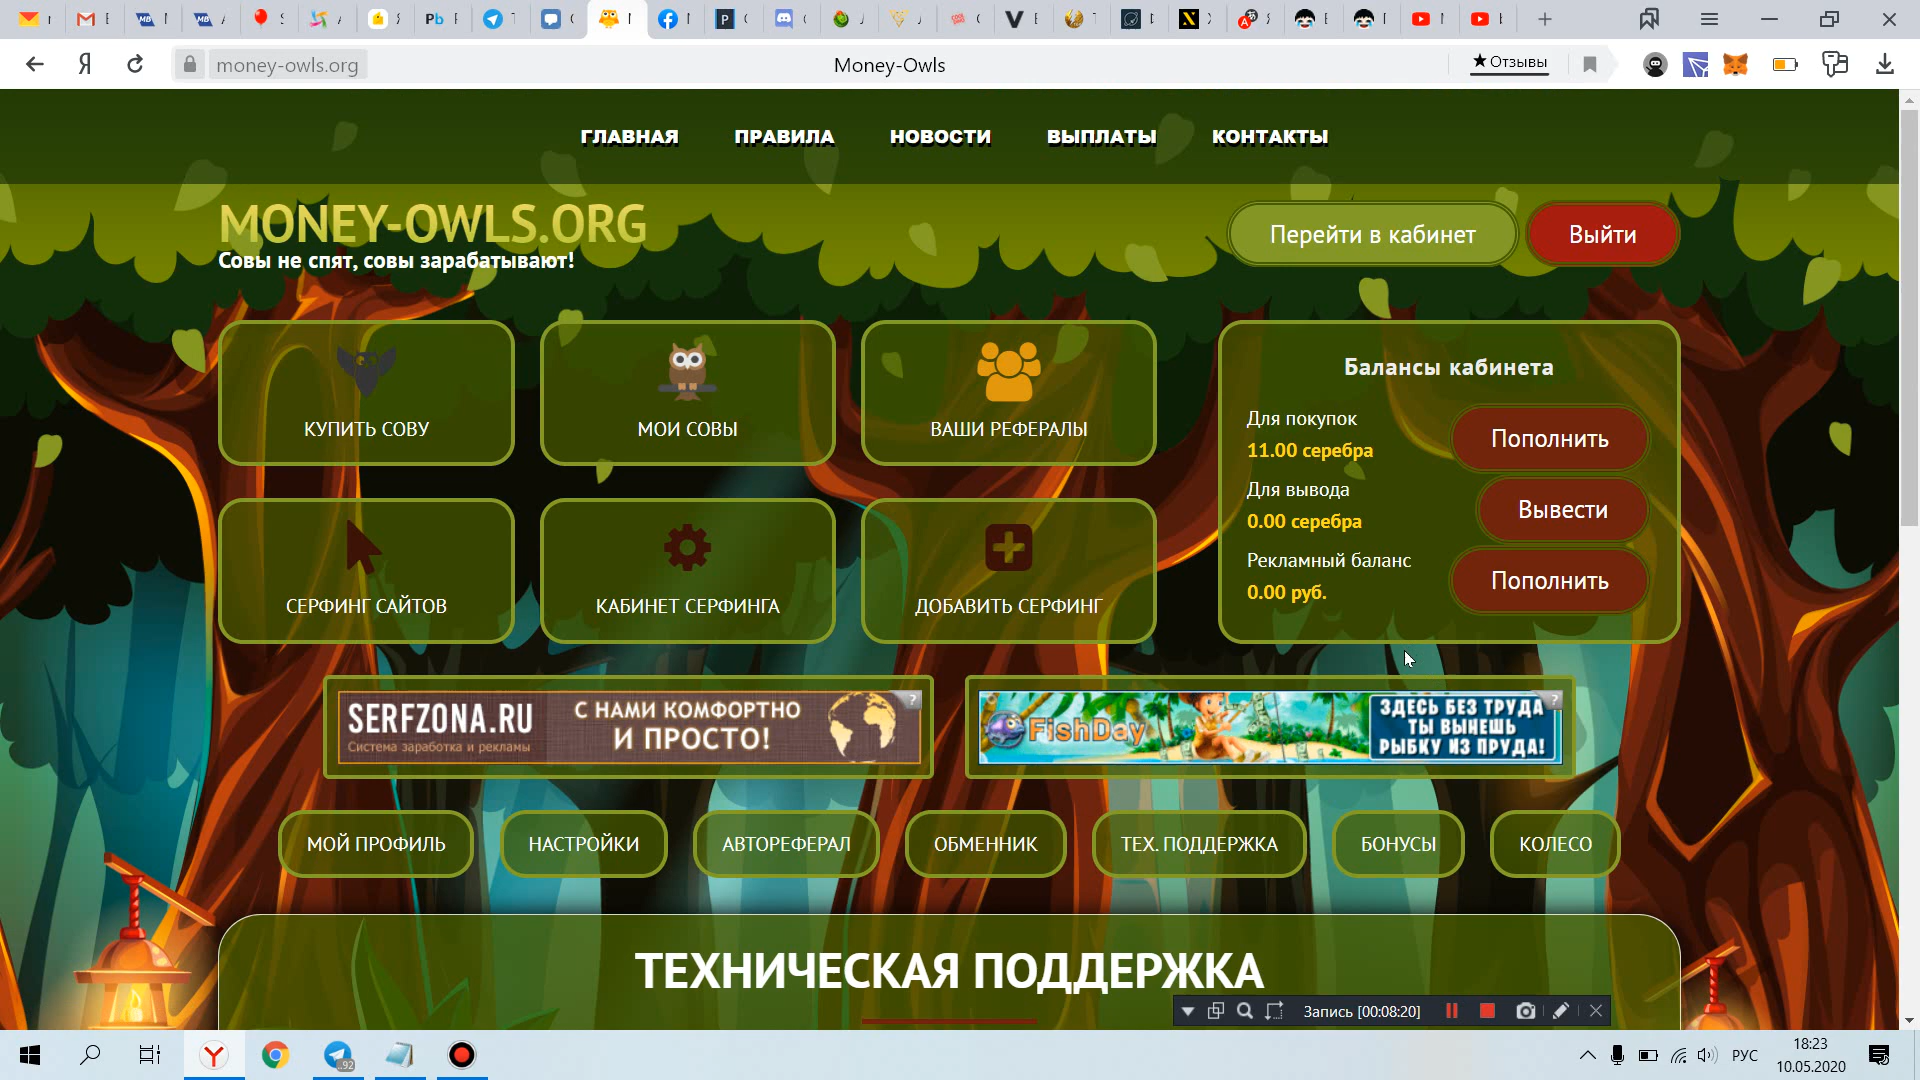 money-owls.org
Money-Owls
★ Отзывы
ГЛАВНАЯ
ПРАВИЛА
НОВОСТИ
ВЫПЛАТЫ
КОНТАКТЫ
MONEY-OWLS.ORG
Совы не спят, совы зарабатывают!
Перейти в кабинет
Выйти
КУПИТЬ СОВУ
МОИ СОВЫ
ВАШИ РЕФЕРАЛЫ
СЕРФИНГ САЙТОВ
КАБИНЕТ СЕРФИНГА
ДОБАВИТЬ СЕРФИНГ
Балансы кабинета
Для покупок
11.00 серебра
Пополнить
Для вывода
0.00 серебра
Вывести
Рекламный баланс
0.00 руб.
Пополнить
SERFZONA.RU
Система заработка и рекламы
С НАМИ КОМФОРТНО
И ПРОСТО!
?
FishDay
ЗДЕСЬ БЕЗ ТРУДА
ТЫ ВЫНЕШЬ
РЫБКУ ИЗ ПРУДА!
?
МОЙ ПРОФИЛЬ
НАСТРОЙКИ
АВТОРЕФЕРАЛ
ОБМЕННИК
ТЕХ. ПОДДЕРЖКА
БОНУСЫ
КОЛЕСО
ТЕХНИЧЕСКАЯ ПОДДЕРЖКА
Запись [00:08:20]
92
РУС
18:23
10.05.2020